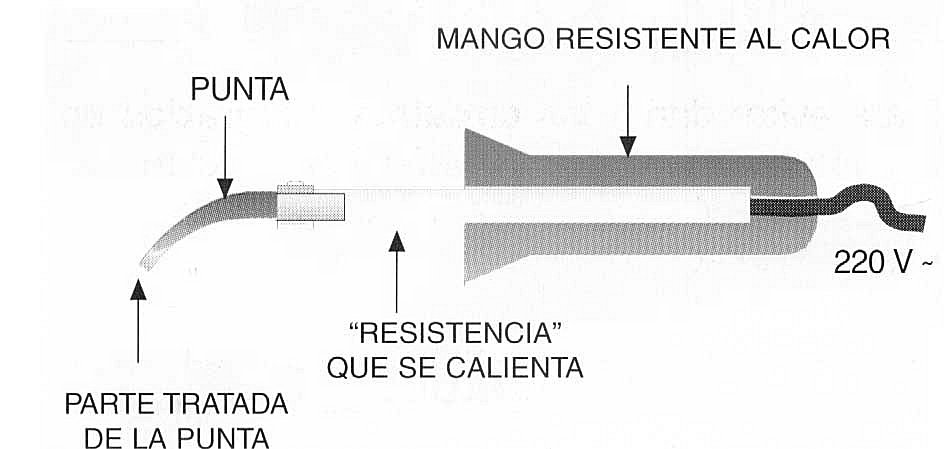 MANGO RESISTENTE AL CALOR
PUNTA
220 V ~
“RESISTENCIA”
QUE SE CALIENTA
PARTE TRATADA
DE LA PUNTA